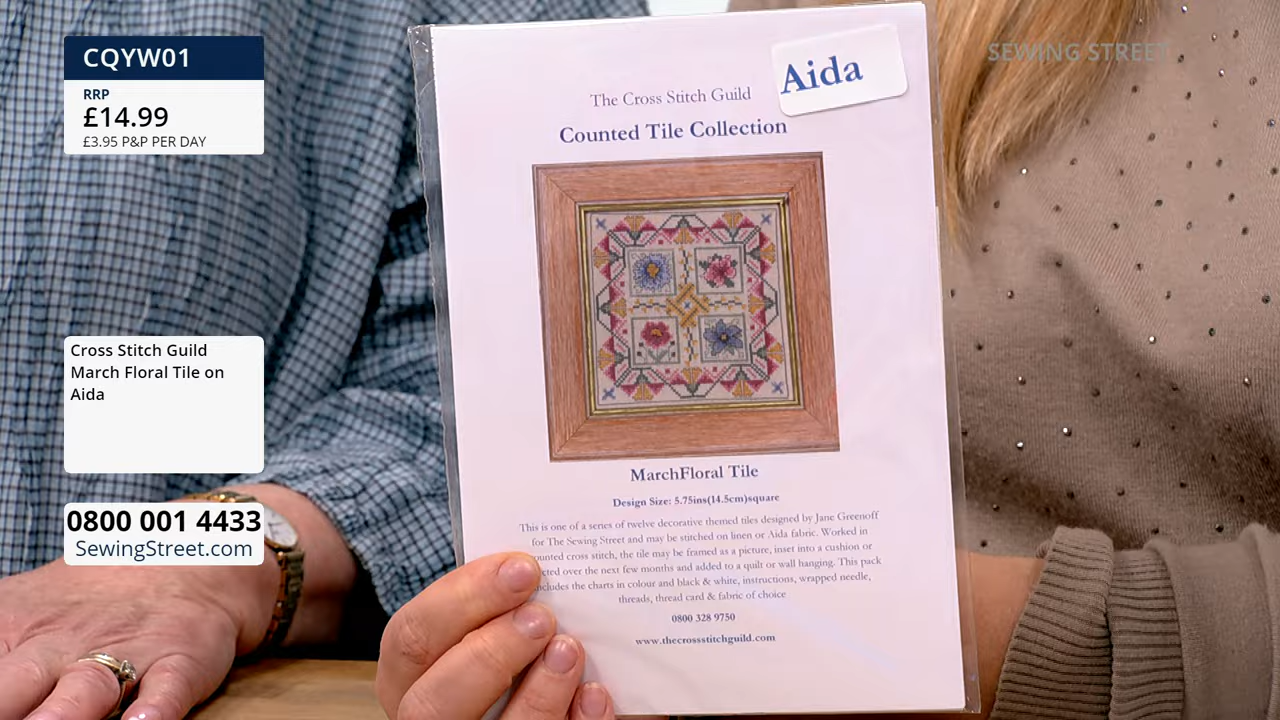 CQYW01
RRP
£14.99
£3.95 P&P PER DAY
Cross Stitch Guild
March Floral Tile on
Aida
0800 001 4433
SewingStreet.com
SEWING STREET
Aida
The Cross Stitch Guild
Counted Tile Collection
MarchFloral Tile
Design Size: 5.75ins(14.5cm)square
This is one of a series of twelve decorative themed tiles designed by Jane Greenoff
for The Sewing Street and may be stitched on linen or Aida fabric. Worked in
ounted cross stitch, the tile may be framed as a picture, inset into a cushion or
cted over the next few months and added to a quilt or wall hanging. This pack
includes the charts in colour and black & white, instructions, wrapped needle,
threads, thread card & fabric of choice
0800 328 9750
www.thecrossstitchguild.com